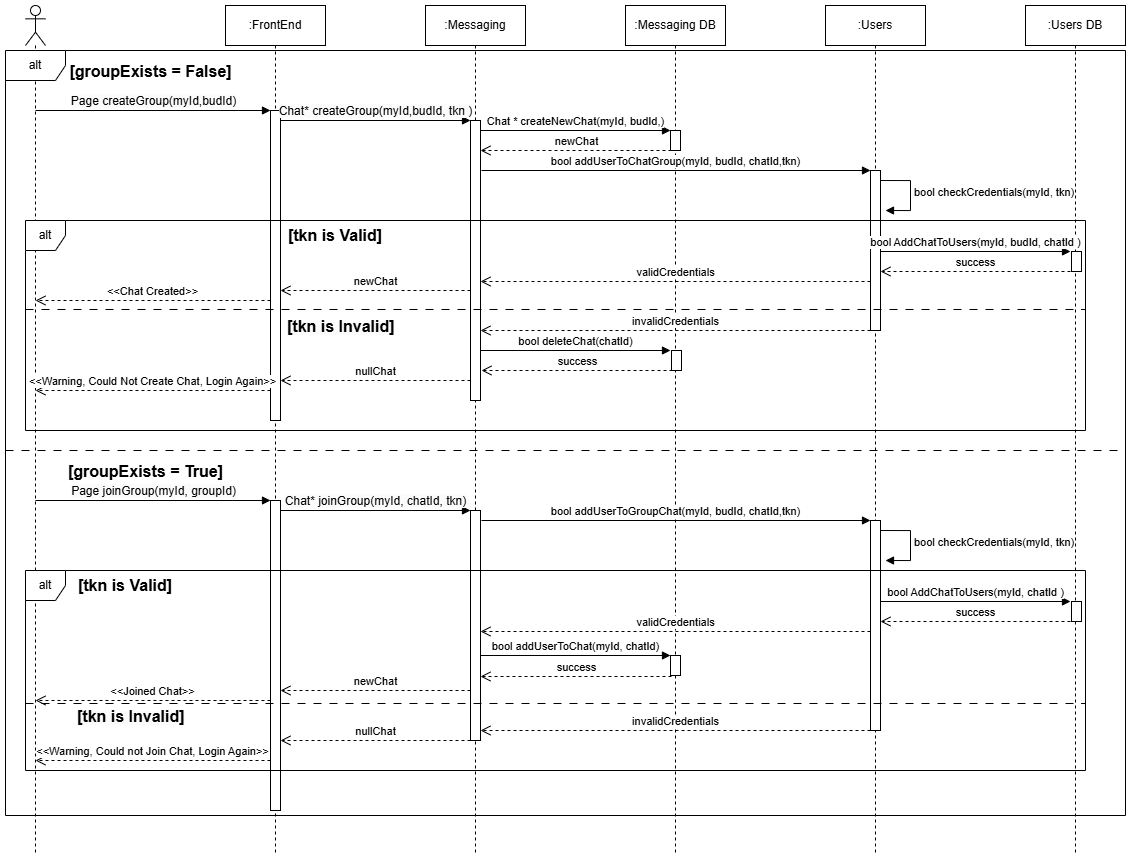 :FrontEnd
:Messaging
:Messaging DB
:Users
:Users DB
alt
[groupExists = False]
Page createGroup(myId,budId)
Chat* createGroup(myId,budId, tkn )
Chat * createNewChat(myId, budId,)
newChat
bool addUserToChatGroup(myId, budId, chatId,tkn)
bool checkCredentials(myId, tkn)
alt
[tkn is Valid]
bool AddChatToUsers(myId, budId, chatId )
success
validCredentials
newChat
<<Chat Created>>
[tkn is Invalid]
invalidCredentials
bool deleteChat(chatId)
success
nullChat
<<Warning, Could Not Create Chat, Login Again>>
[groupExists = True]
Page joinGroup(myId, groupId)
Chat* joinGroup(myId, chatId, tkn)
bool addUserToGroupChat(myId, budId, chatId,tkn)
bool checkCredentials(myId, tkn)
alt
[tkn is Valid]
bool AddChatToUsers(myId, chatId )
success
validCredentials
bool addUserToChat(myId, chatId)
success
newChat
<<Joined Chat>>
[tkn is Invalid]
invalidCredentials
nullChat
<<Warning, Could not Join Chat, Login Again>>